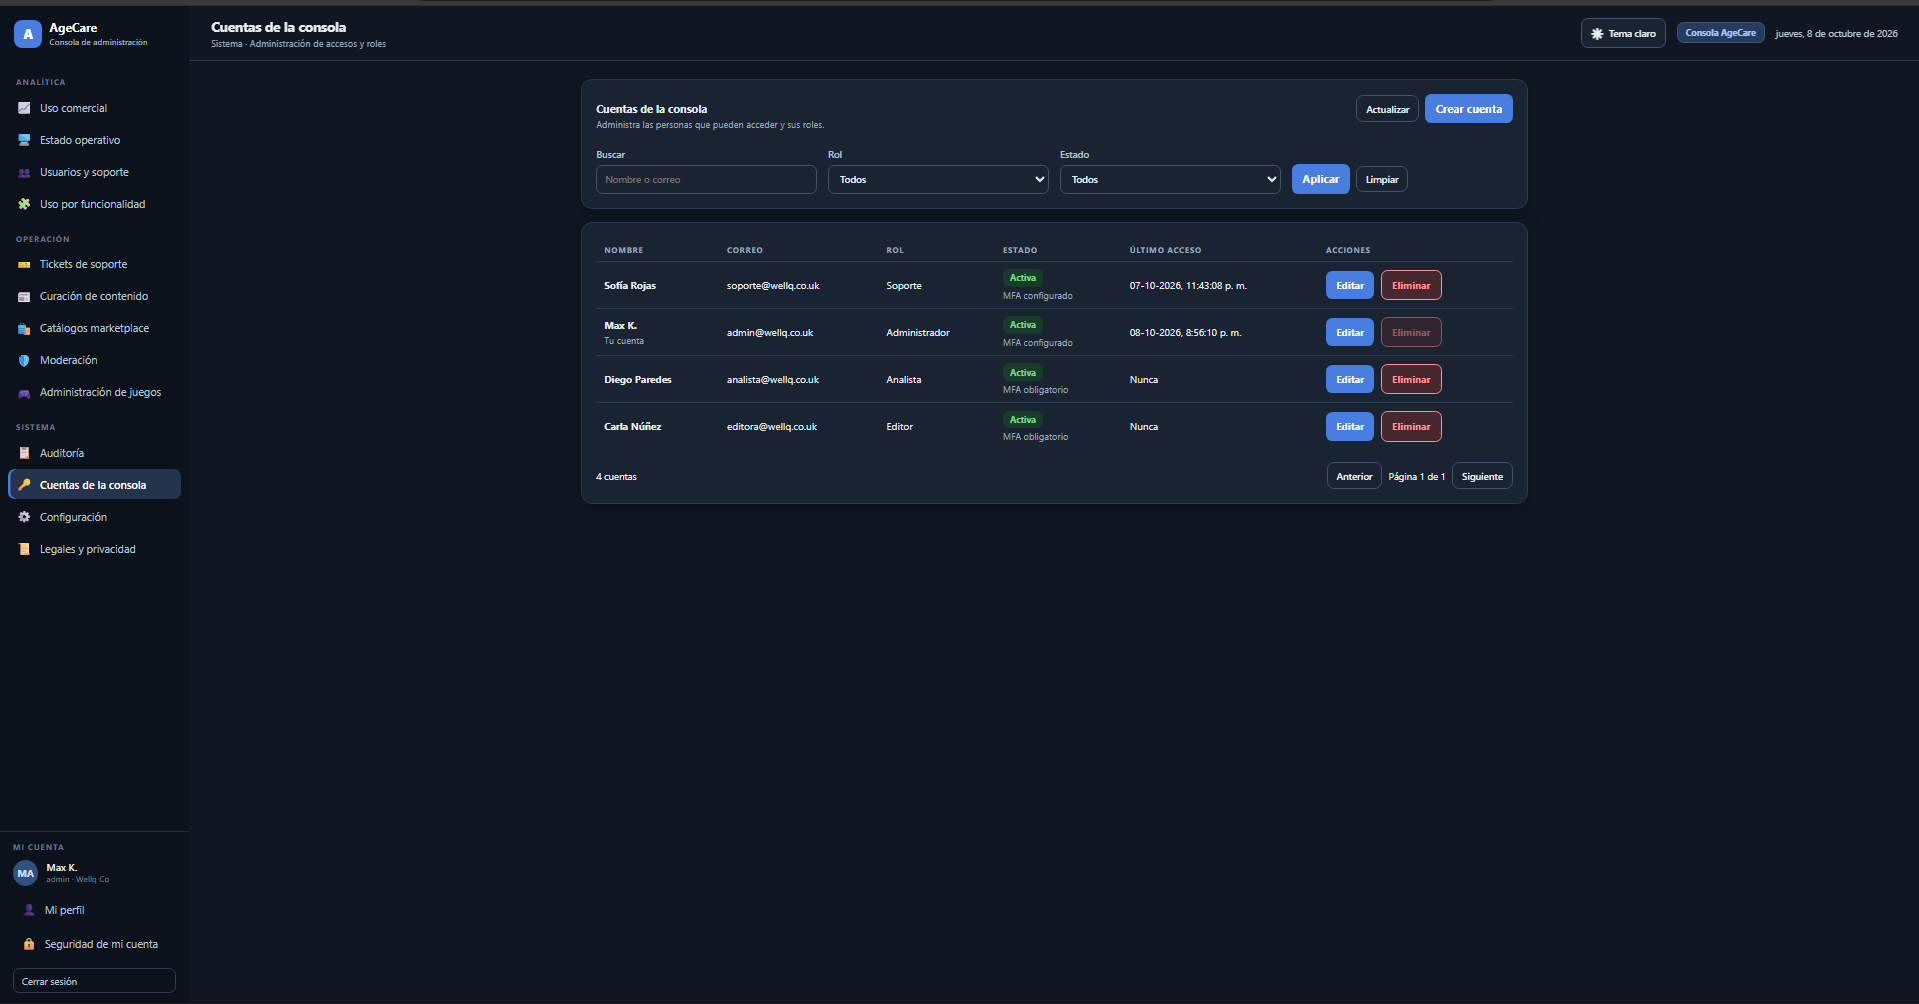 A
AgeCare
Consola de administración
ANALÍTICA
Uso comercial
Estado operativo
Usuarios y soporte
Uso por funcionalidad
OPERACIÓN
Tickets de soporte
Curación de contenido
Catálogos marketplace
Moderación
Administración de juegos
SISTEMA
Auditoría
Cuentas de la consola
Configuración
Legales y privacidad
MI CUENTA
MA
Max K.
admin · Wellq Co
Mi perfil
Seguridad de mi cuenta
Cerrar sesión
Cuentas de la consola
Sistema · Administración de accesos y roles
Tema claro
Consola AgeCare
jueves, 8 de octubre de 2026
Cuentas de la consola
Administra las personas que pueden acceder y sus roles.
Actualizar
Crear cuenta
Buscar
Rol
Estado
Nombre o correo
Todos
Todos
Aplicar
Limpiar
NOMBRE CORREO ROL ESTADO ÚLTIMO ACCESO ACCIONES
Sofía Rojas soporte@wellq.co.uk Soporte Activa 07-10-2026, 11:43:08 p. m. Editar Eliminar
MFA configurado
Max K. admin@wellq.co.uk Administrador Activa 08-10-2026, 8:56:10 p. m. Editar Eliminar
Tu cuenta MFA configurado
Diego Paredes analista@wellq.co.uk Analista Activa Nunca Editar Eliminar
MFA obligatorio
Carla Núñez editora@wellq.co.uk Editor Activa Nunca Editar Eliminar
MFA obligatorio
4 cuentas
Anterior Página 1 de 1 Siguiente